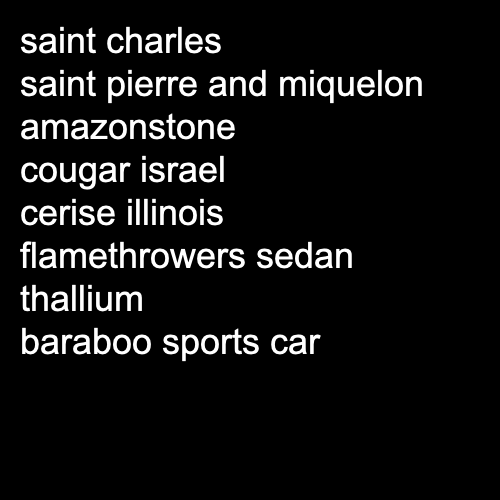 saint charles
saint pierre and miquelon
amazonstone
cougar israel
cerise illinois
flamethrowers sedan
thallium
baraboo sports car